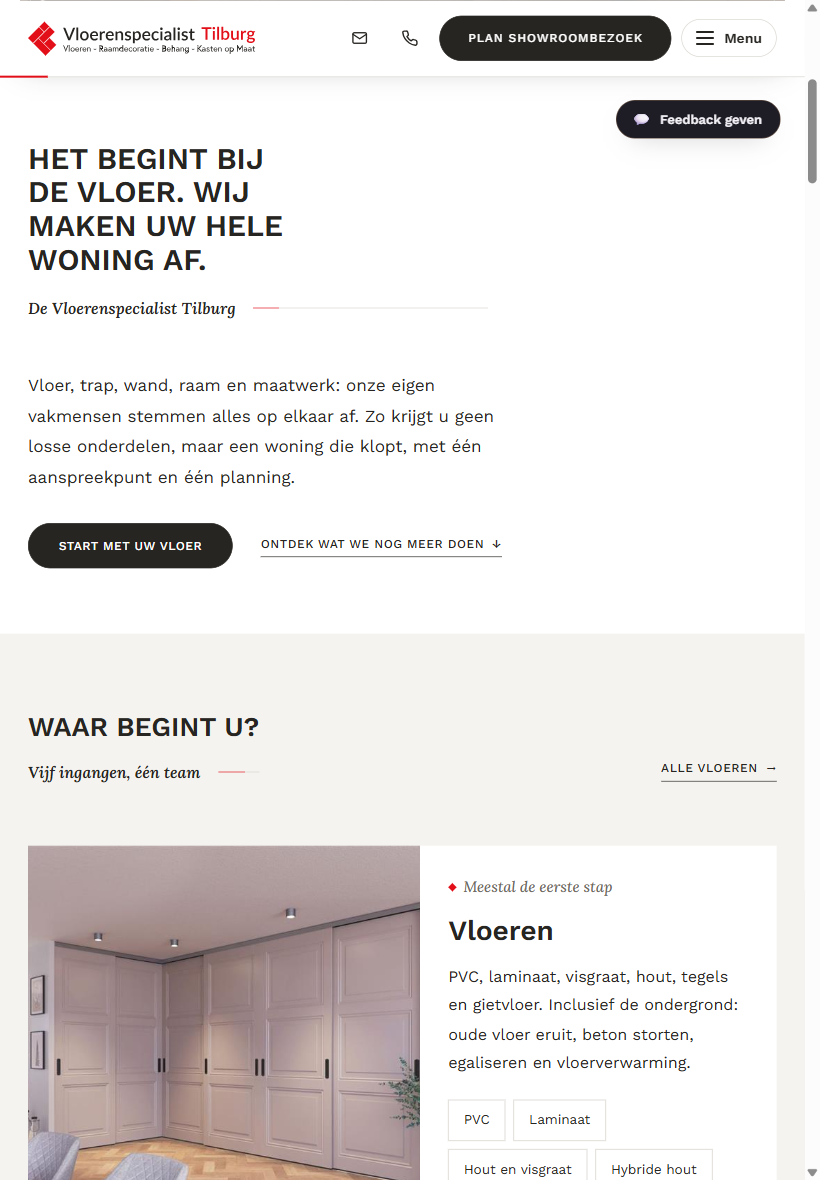 Vloerenspecialist Tilburg
Vloeren - Raamdecoratie - Behang - Kasten op Maat
PLAN SHOWROOMBEZOEK
Menu
Feedback geven
HET BEGINT BIJ
DE VLOER. WIJ
MAKEN UW HELE
WONING AF.
De Vloerenspecialist Tilburg
Vloer, trap, wand, raam en maatwerk: onze eigen
vakmensen stemmen alles op elkaar af. Zo krijgt u geen
losse onderdelen, maar een woning die klopt, met één
aanspreekpunt en één planning.
START MET UW VLOER
ONTDEK WAT WE NOG MEER DOEN ↓
WAAR BEGINT U?
Vijf ingangen, één team
ALLE VLOEREN →
Meestal de eerste stap
Vloeren
PVC, laminaat, visgraat, hout, tegels
en gietvloer. Inclusief de ondergrond:
oude vloer eruit, beton storten,
egaliseren en vloerverwarming.
PVC
Laminaat
Hout en visgraat
Hybride hout